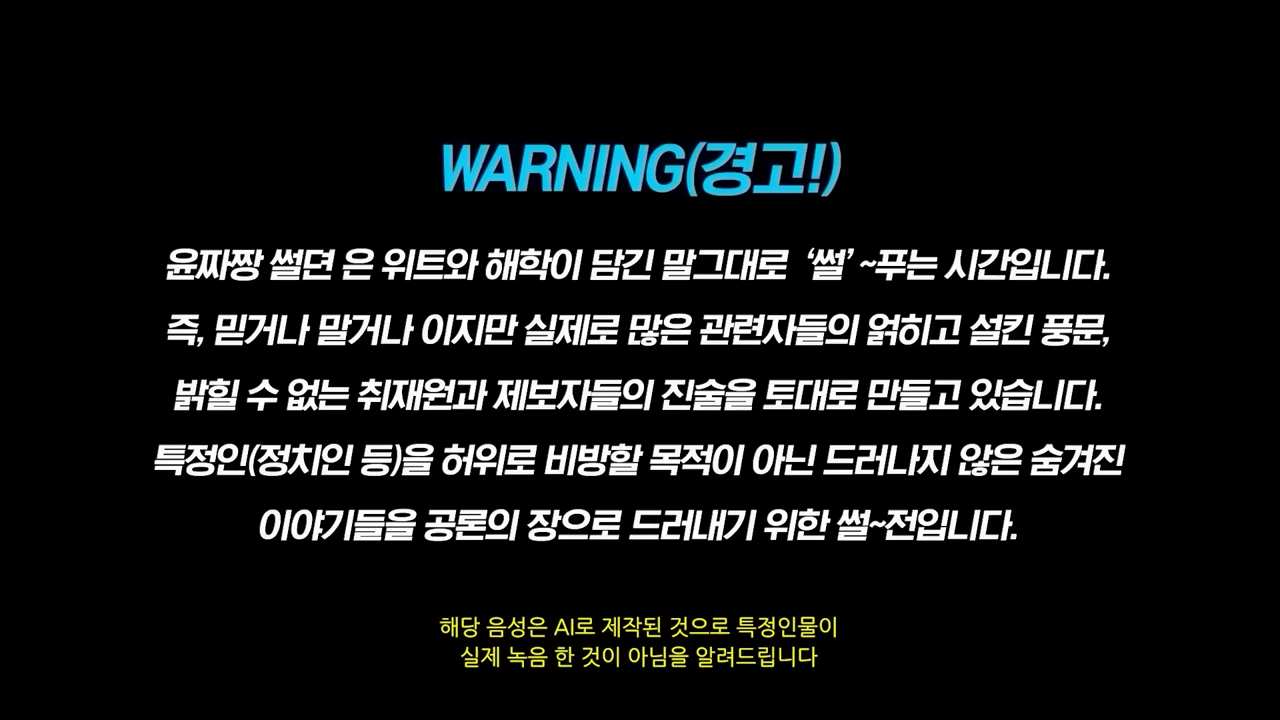 WARNING(경고!)
윤짜짱 썰뎐 은 위트와 해학이 담긴 말그대로 ‘썰’ ~푸는 시간입니다.
즉, 믿거나 말거나 이지만 실제로 많은 관련자들의 얽히고 설킨 풍문,
밝힐 수 없는 취재원과 제보자들의 진술을 토대로 만들고 있습니다.
특정인(정치인 등)을 허위로 비방할 목적이 아닌 드러나지 않은 숨겨진
이야기들을 공론의 장으로 드러내기 위한 썰~전입니다.
해당 음성은 AI로 제작된 것으로 특정인물이
실제 녹음 한 것이 아님을 알려드립니다